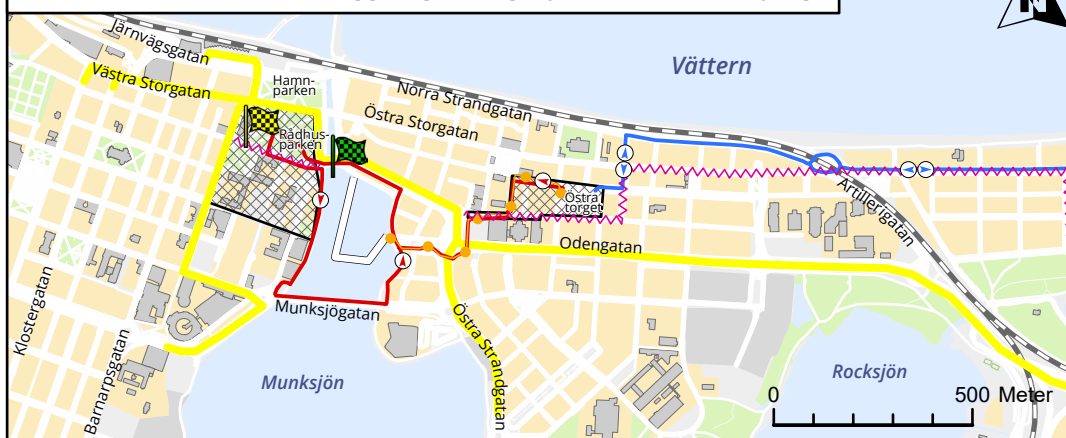 N
Järnvägsgatan
Vättern
Västra Storgatan
Hamn-
parken
Norra Strandgatan
Östra Storgatan
Rådhus-
parken
Östra
torget
Artillerigatan
Odengatan
Klostergatan
Munksjögatan
Östra Strandgatan
Barnarpsgatan
Munksjön
Rocksjön
0 500 Meter